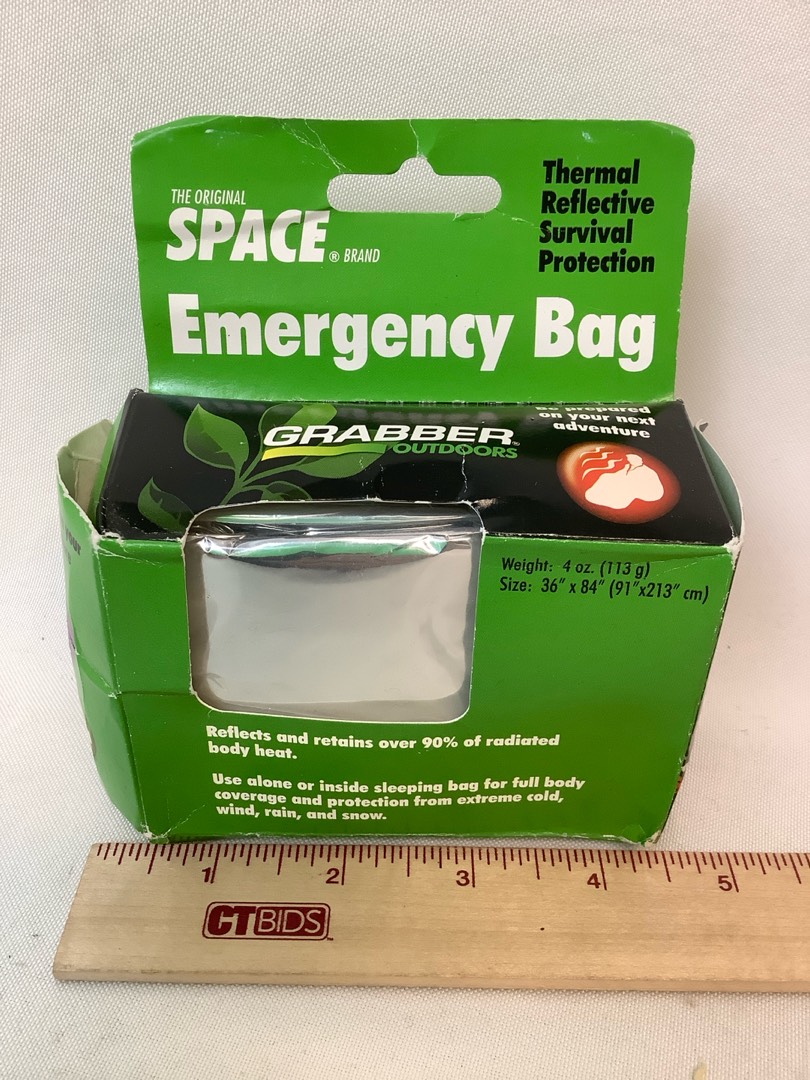 THE ORIGINAL
SPACE® BRAND
Thermal
Reflective
Survival
Protection
Emergency Bag
Be prepared
on your next
adventure
GRABBER®
OUTDOORS
Weight: 4 oz. (113 g)
Size: 36" x 84" (91"x213" cm)
Reflects and retains over 90% of radiated
body heat.
Use alone or inside sleeping bag for full body
coverage and protection from extreme cold,
wind, rain, and snow.
1 2 3 4 5
CTBIDS™